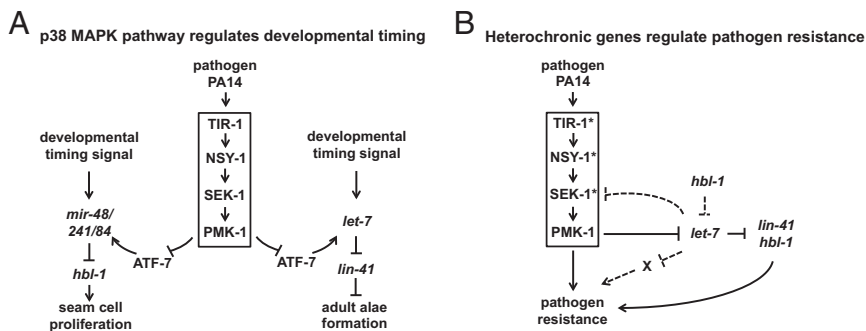 A p38 MAPK pathway regulates developmental timing
pathogen
PA14
TIR-1
NSY-1
SEK-1
PMK-1
developmental
timing signal
mir-48/
241/84
hbl-1
seam cell
proliferation
ATF-7
ATF-7
developmental
timing signal
let-7
lin-41
adult alae
formation
B Heterochronic genes regulate pathogen resistance
pathogen
PA14
TIR-1*
NSY-1*
SEK-1*
PMK-1
hbl-1
let-7
lin-41
hbl-1
X
pathogen
resistance